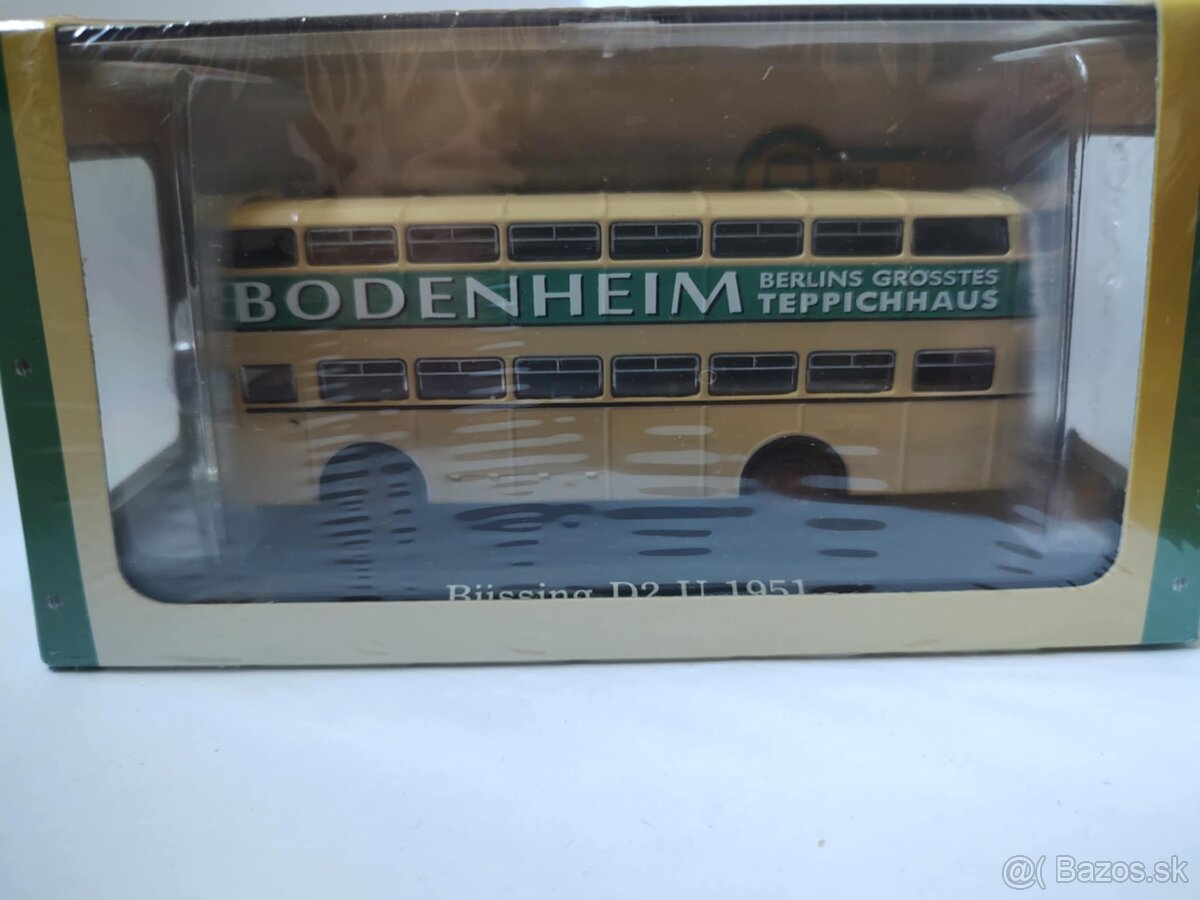 BODENHEIM
BERLINS GRÖSSTES
TEPPICHHAUS
Büssing D2 U 1951
@( Bazos.sk